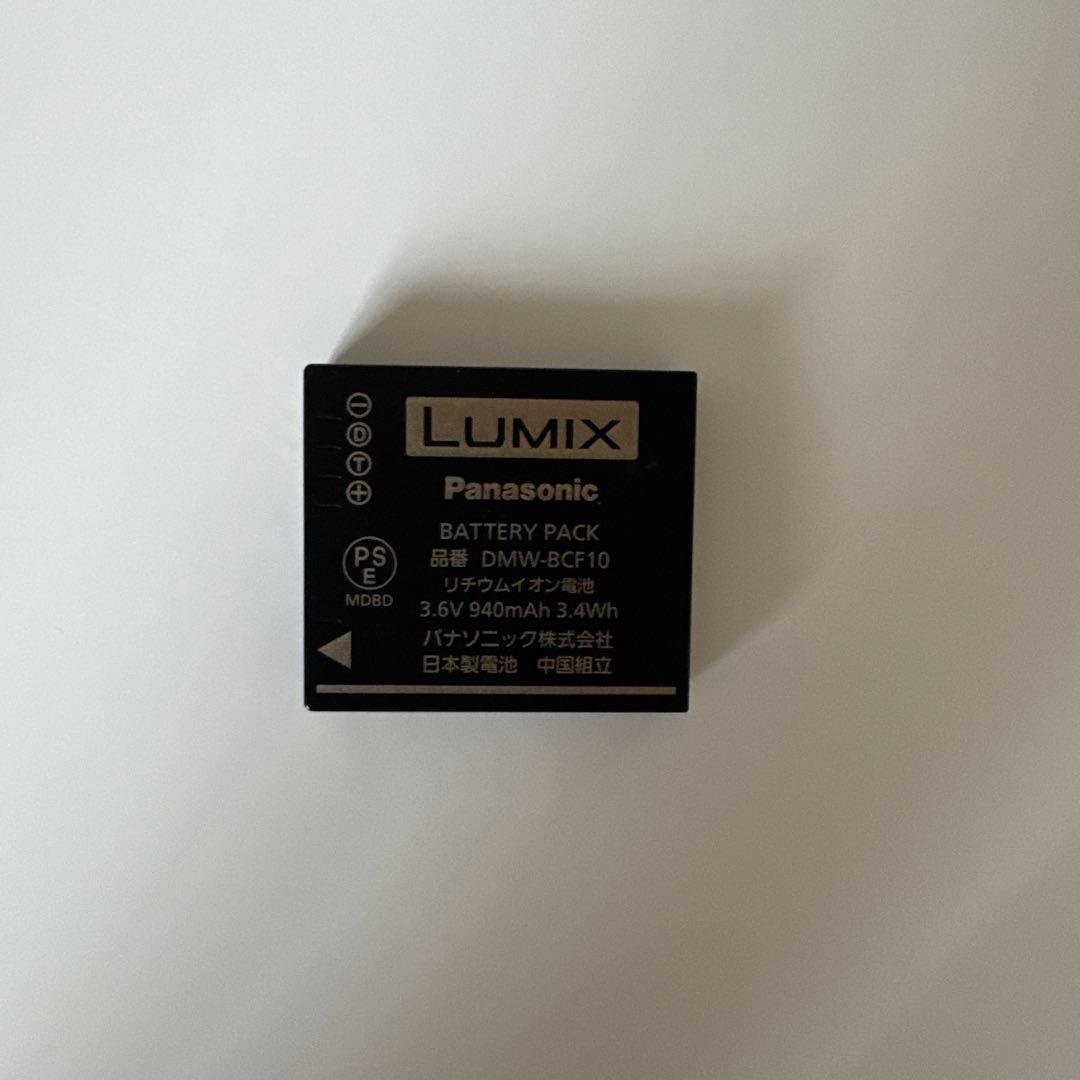 LUMIX
Panasonic
BATTERY PACK
品番 DMW-BCF10
リチウムイオン電池
3.6V 940mAh 3.4Wh
パナソニック株式会社
日本製電池 中国組立
⊖
D
T
⊕
PS
E
MDBD